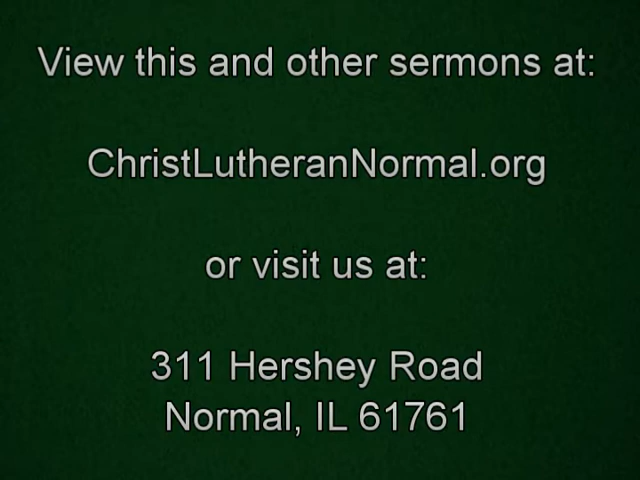 View this and other sermons at:
ChristLutheranNormal.org
or visit us at:
311 Hershey Road
Normal, IL 61761